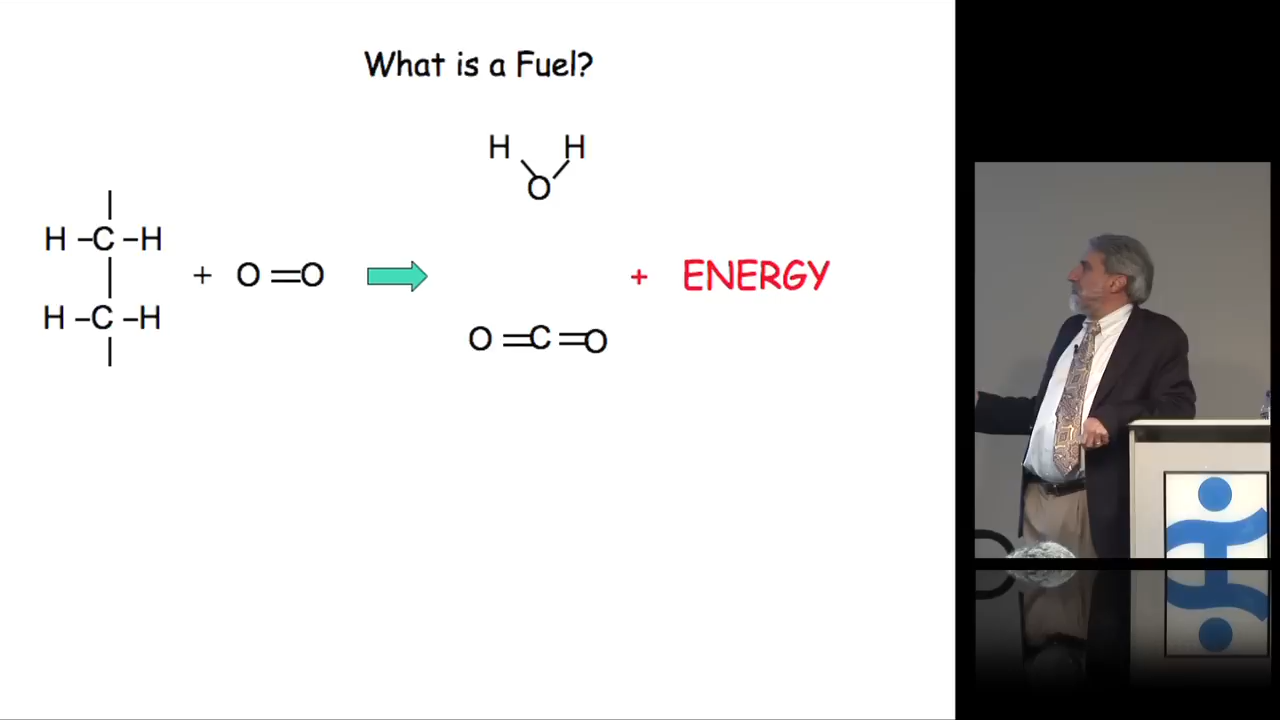 What is a Fuel?
H H
O
H –C –H
+ O =O
+ ENERGY
H –C –H
O =C =O